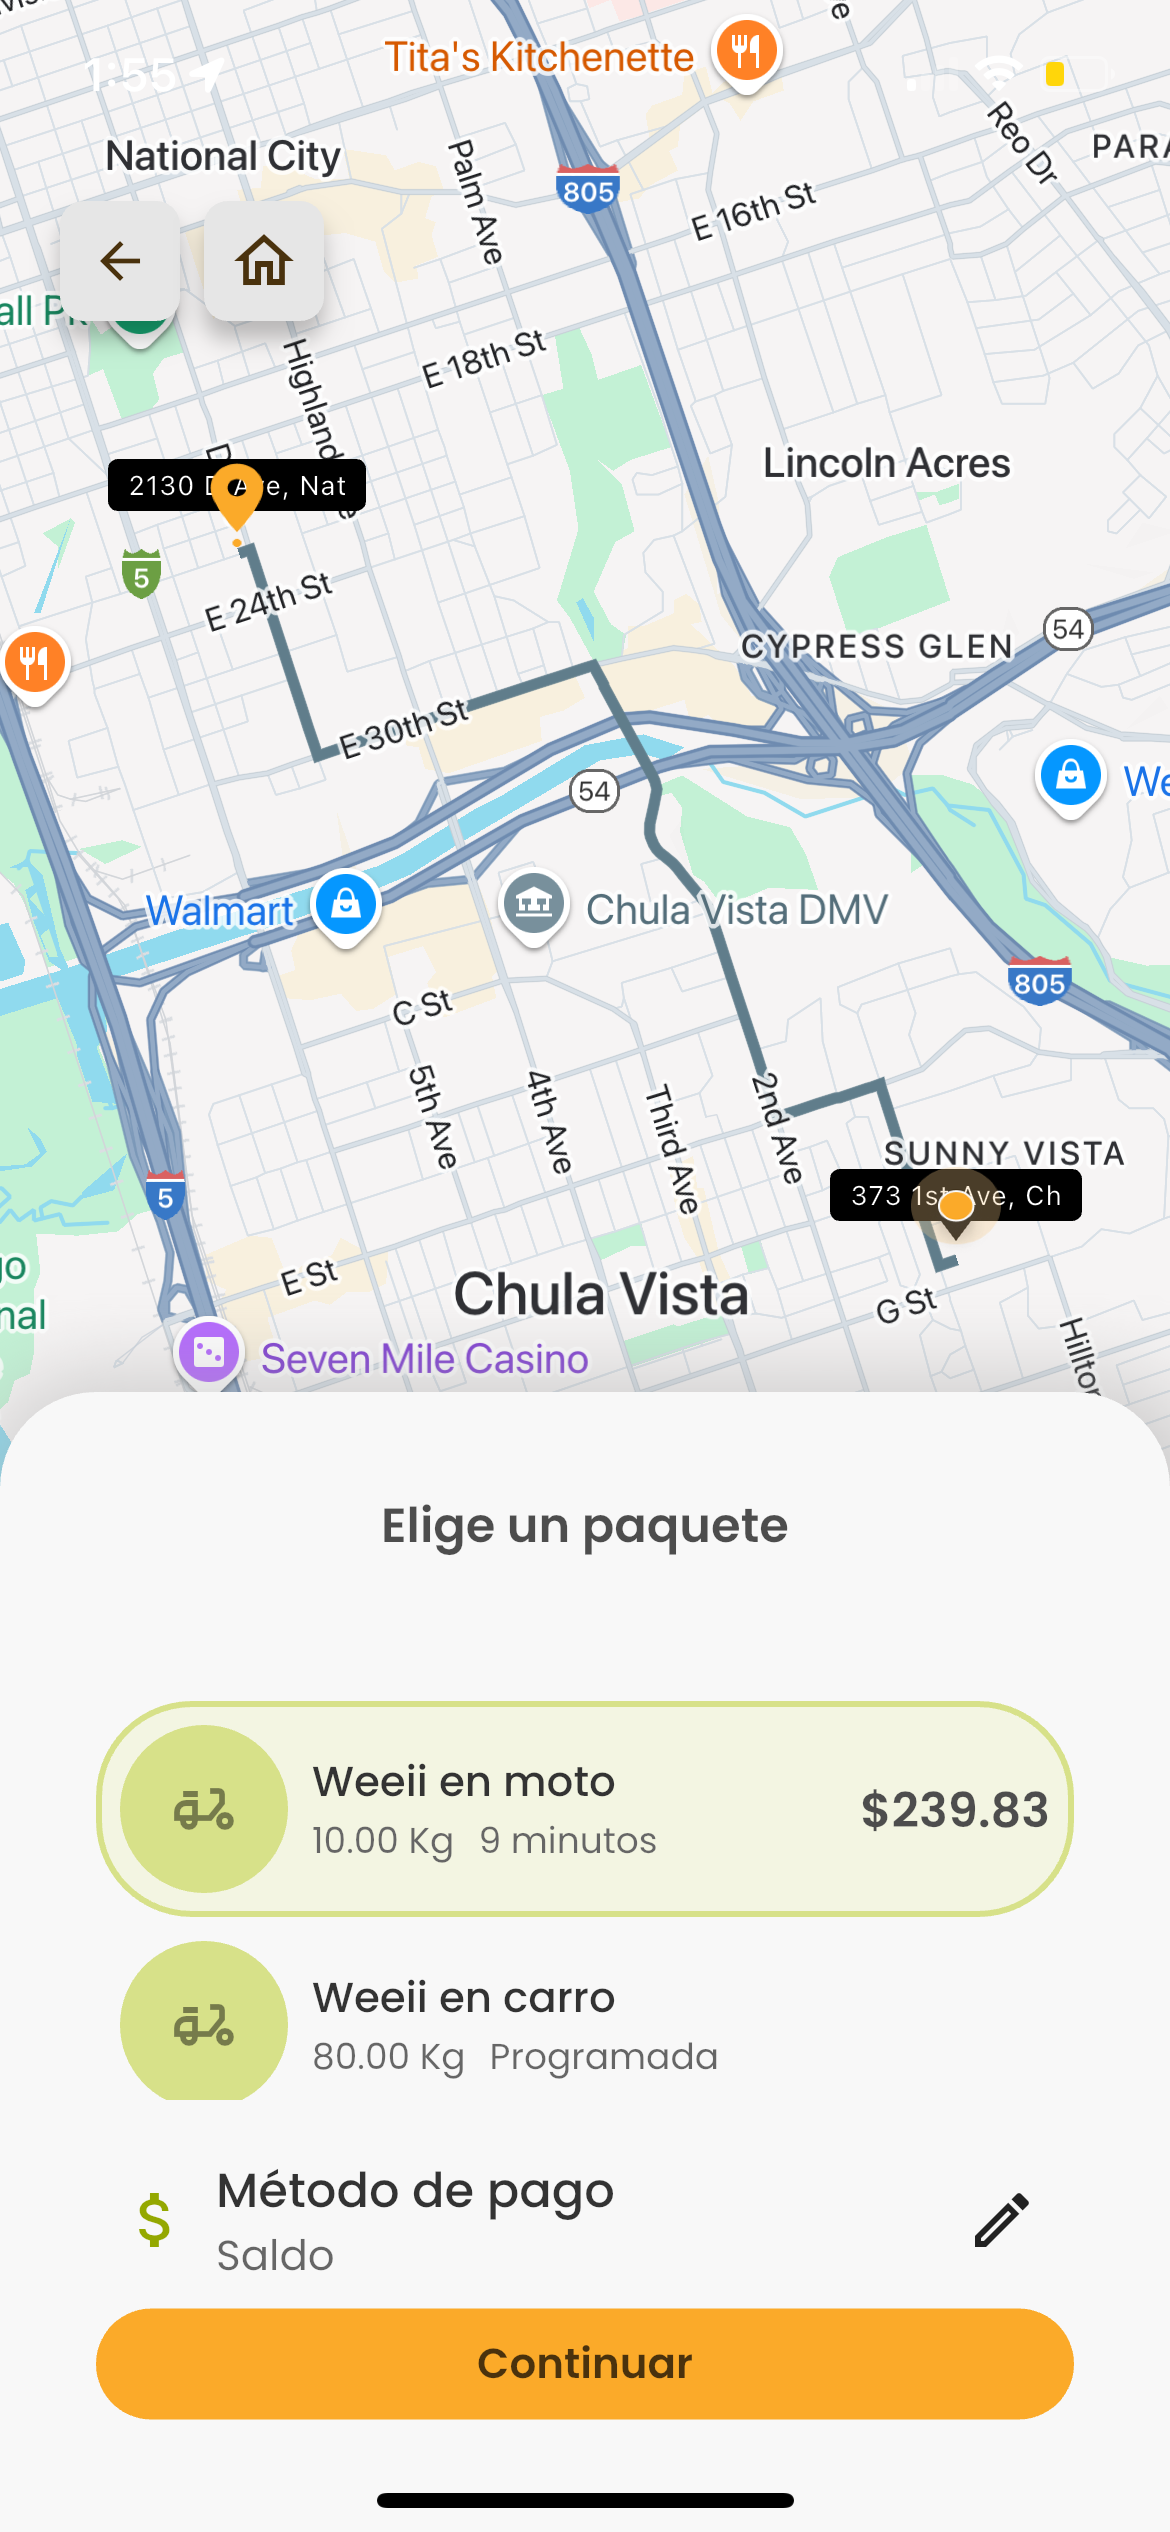 Tita's Kitchenette
1:55
National City
Palm Ave
805
E 16th St
Reo Dr
PARA
all P
E 18th St
Highland
Lincoln Acres
2130 D Ave, Nat
5
E 24th St
CYPRESS GLEN
54
E 30th St
54
We
Walmart
Chula Vista DMV
805
C St
5th Ave
4th Ave
Third Ave
2nd Ave
SUNNY VISTA
373 1st Ave, Ch
5
go
nal
E St
Chula Vista
G St
Hilltop
Seven Mile Casino
Elige un paquete
Weeii en moto
10.00 Kg 9 minutos
$239.83
Weeii en carro
80.00 Kg Programada
Método de pago
Saldo
Continuar